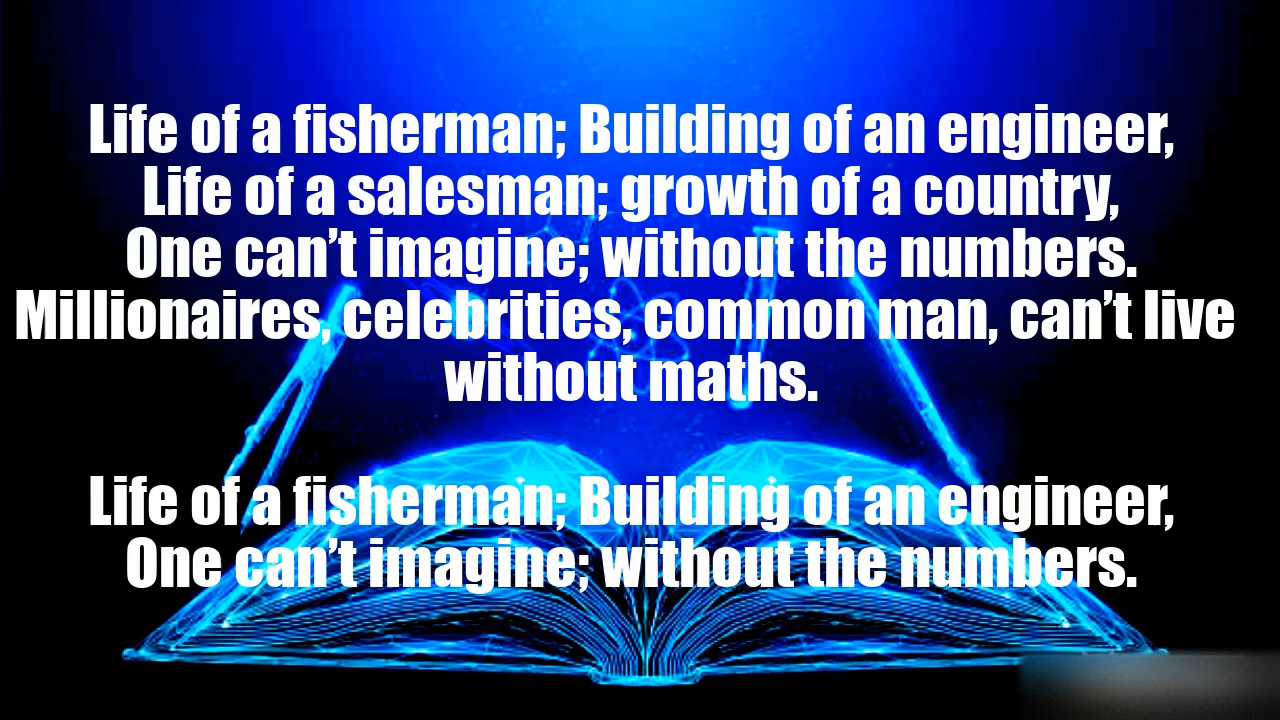 Life of a fisherman; Building of an engineer,
Life of a salesman; growth of a country,
One can’t imagine; without the numbers.
Millionaires, celebrities, common man, can’t live
without maths.
Life of a fisherman; Building of an engineer,
One can’t imagine; without the numbers.